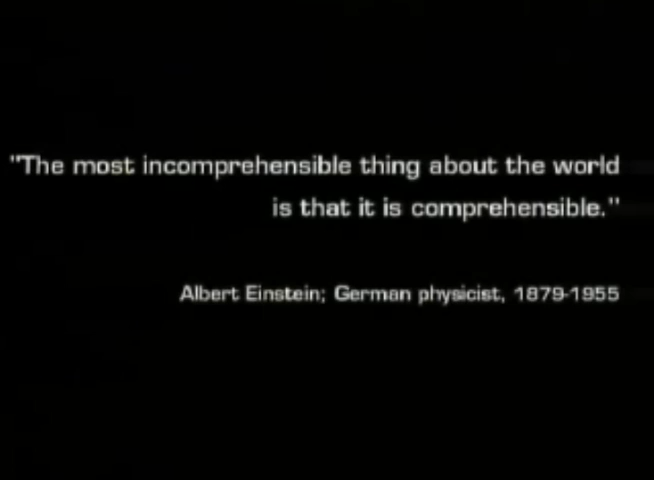 "The most incomprehensible thing about the world
is that it is comprehensible."
Albert Einstein; German physicist, 1879-1955